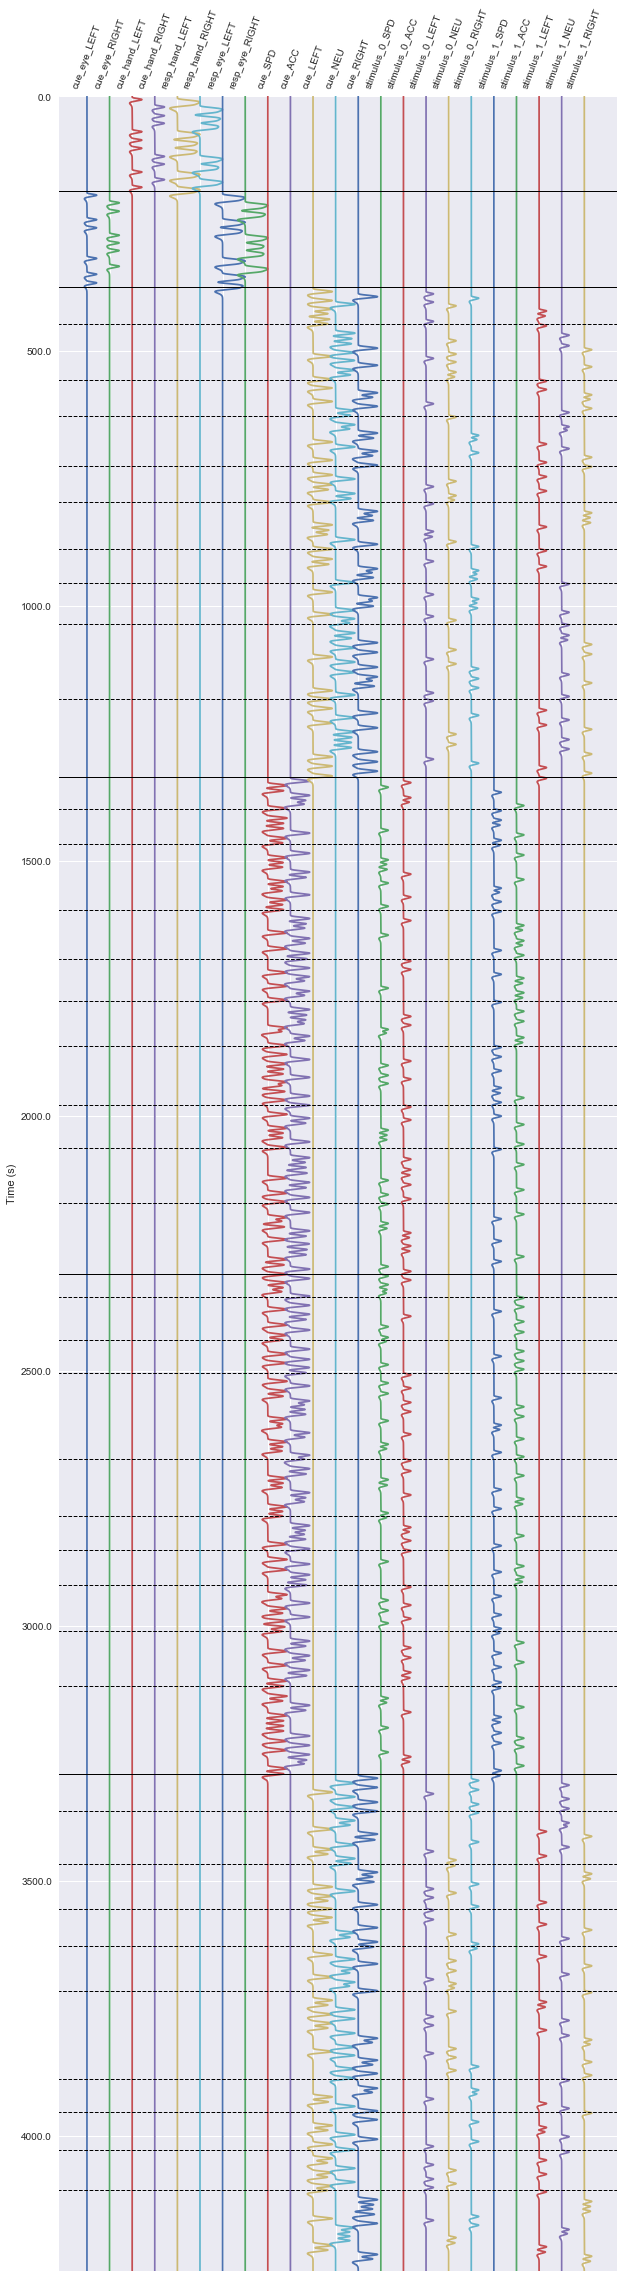 cue_eye_LEFT
cue_eye_RIGHT
cue_hand_LEFT
cue_hand_RIGHT
resp_hand_LEFT
resp_hand_RIGHT
resp_eye_LEFT
resp_eye_RIGHT
cue_SPD
cue_ACC
cue_LEFT
cue_NEU
cue_RIGHT
stimulus_0_SPD
stimulus_0_ACC
stimulus_0_LEFT
stimulus_0_NEU
stimulus_0_RIGHT
stimulus_1_SPD
stimulus_1_ACC
stimulus_1_LEFT
stimulus_1_NEU
stimulus_1_RIGHT
0.0
500.0
1000.0
1500.0
2000.0
Time (s)
2500.0
3000.0
3500.0
4000.0